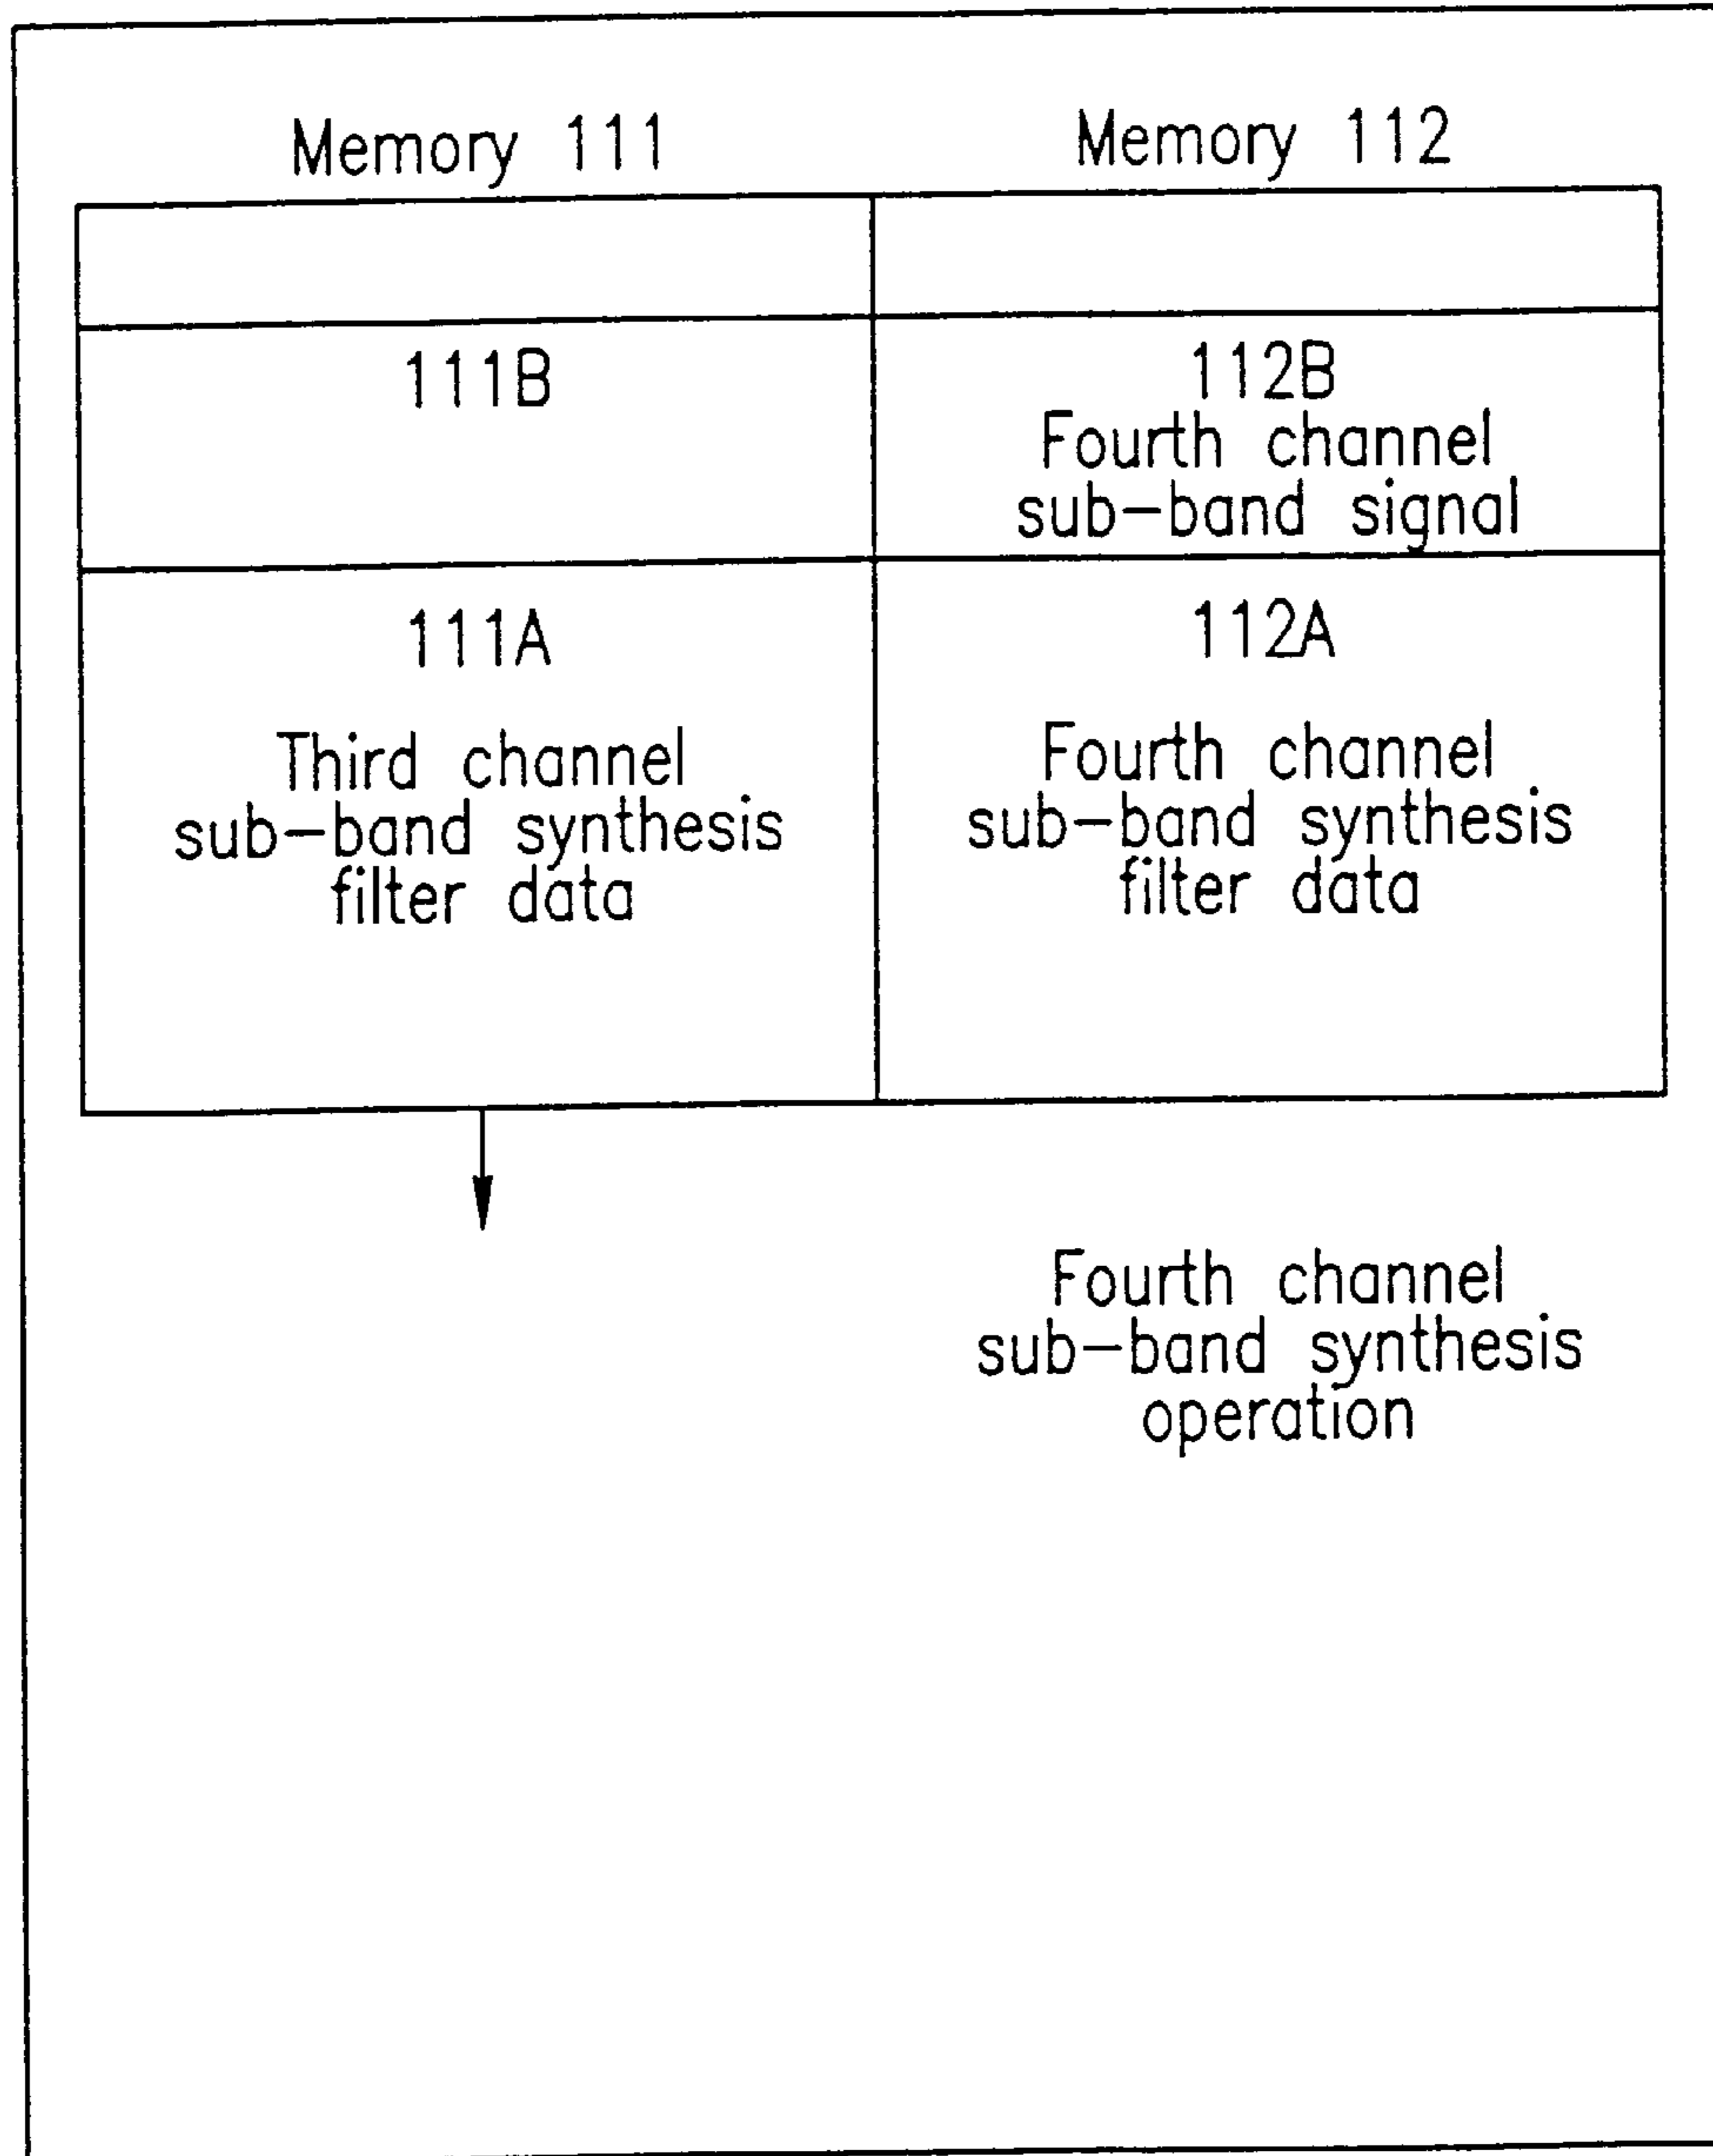 Memory 111
Memory 112
111B
112B
Fourth channel
sub-band signal
111A
Third channel
sub-band synthesis
filter data
112A
Fourth channel
sub-band synthesis
filter data
Fourth channel
sub-band synthesis
operation